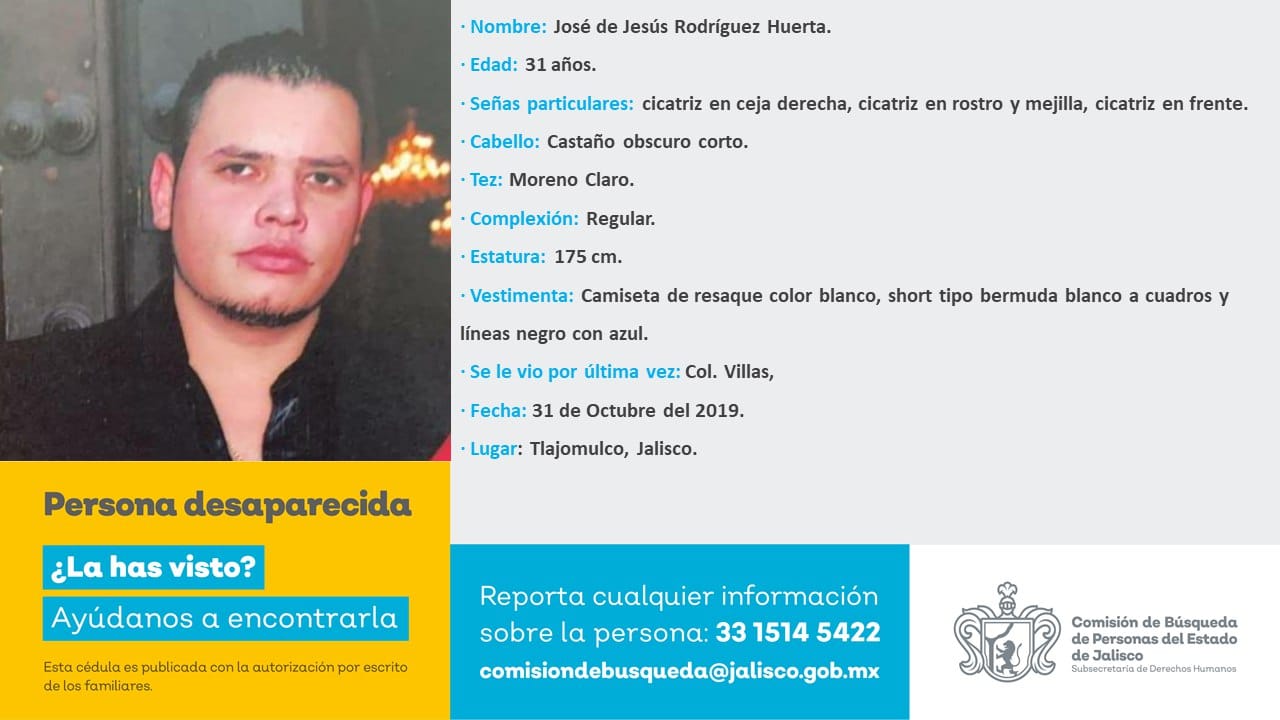 · Nombre: José de Jesús Rodríguez Huerta.
· Edad: 31 años.
· Señas particulares: cicatriz en ceja derecha, cicatriz en rostro y mejilla, cicatriz en frente.
· Cabello: Castaño obscuro corto.
· Tez: Moreno Claro.
· Complexión: Regular.
· Estatura: 175 cm.
· Vestimenta: Camiseta de resaque color blanco, short tipo bermuda blanco a cuadros y
líneas negro con azul.
· Se le vio por última vez: Col. Villas,
· Fecha: 31 de Octubre del 2019.
· Lugar: Tlajomulco, Jalisco.
Persona desaparecida
¿La has visto?
Ayúdanos a encontrarla
Esta cédula es publicada con la autorización por escrito
de los familiares.
Reporta cualquier información
sobre la persona: 33 1514 5422
comisiondebusqueda@jalisco.gob.mx
Comisión de Búsqueda
de Personas del Estado
de Jalisco
Subsecretaría de Derechos Humanos